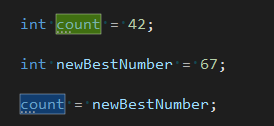 int count = 42;
int newBestNumber = 67;
count = newBestNumber;